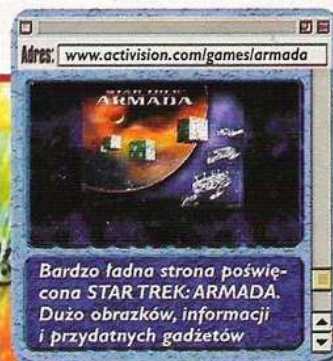 Adres: www.activision.com/games/armada
STAR TREK
ARMADA
Bardzo ładna strona poświę-
cona STAR TREK: ARMADA.
Dużo obrazków, informacji
i przydatnych gadżetów